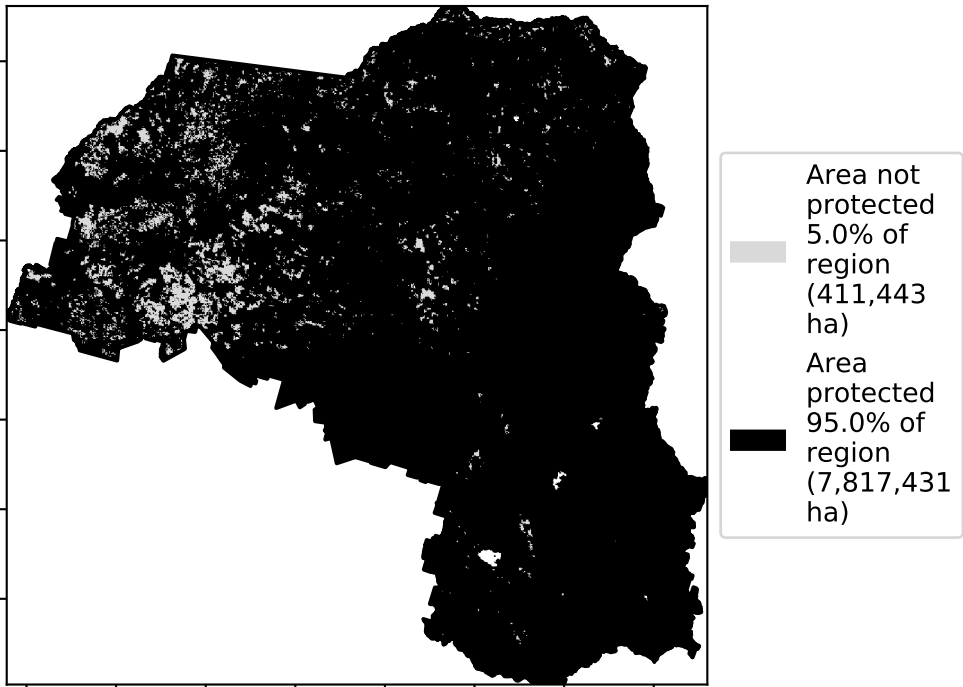 Area not
protected
5.0% of
region
(411,443
ha)
Area
protected
95.0% of
region
(7,817,431
ha)